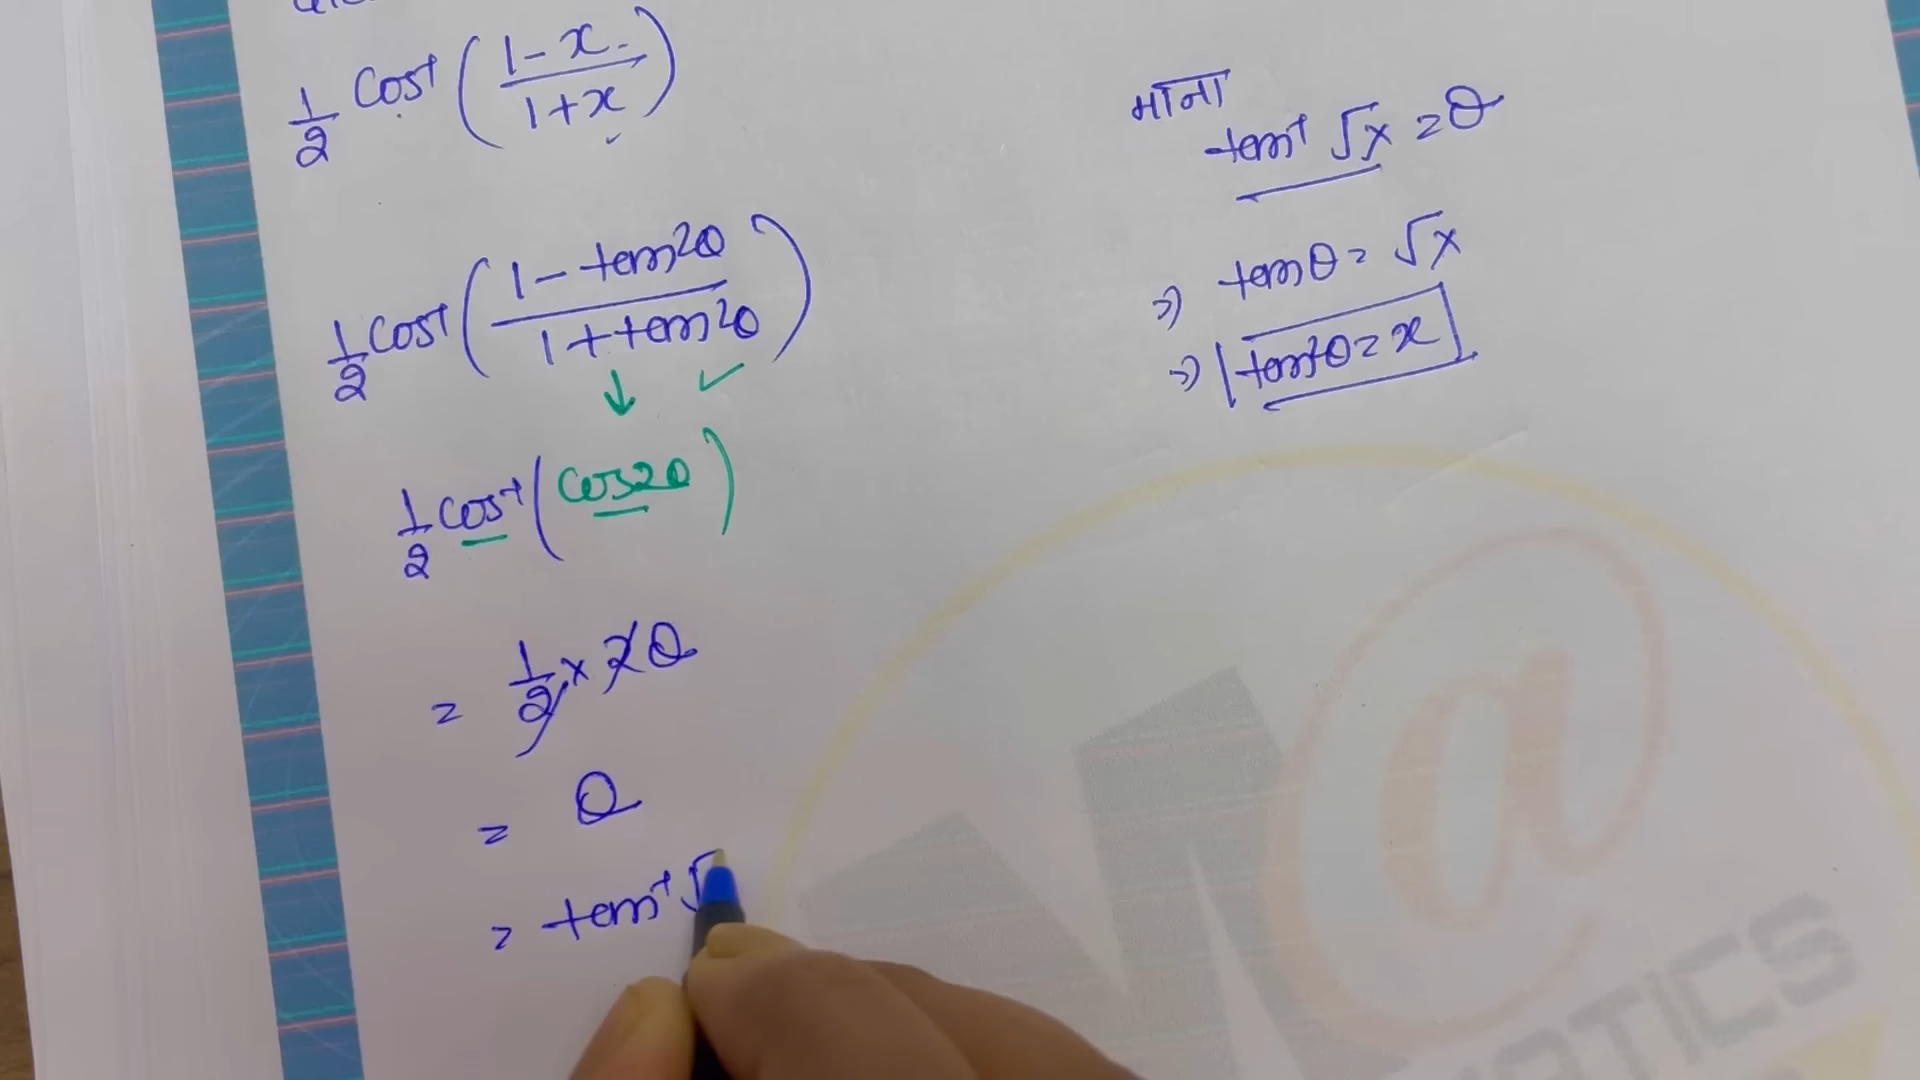 1/2 cos⁻¹ (1-x / 1+x)
1/2 cos⁻¹ (1 - tan²θ / 1 + tan²θ)
1/2 cos⁻¹ (cos2θ)
= 1/2 × 2θ
= θ
= tan⁻¹ √
माना
tan⁻¹ √x = θ
⇒ tanθ = √x
⇒ tan²θ = x
@